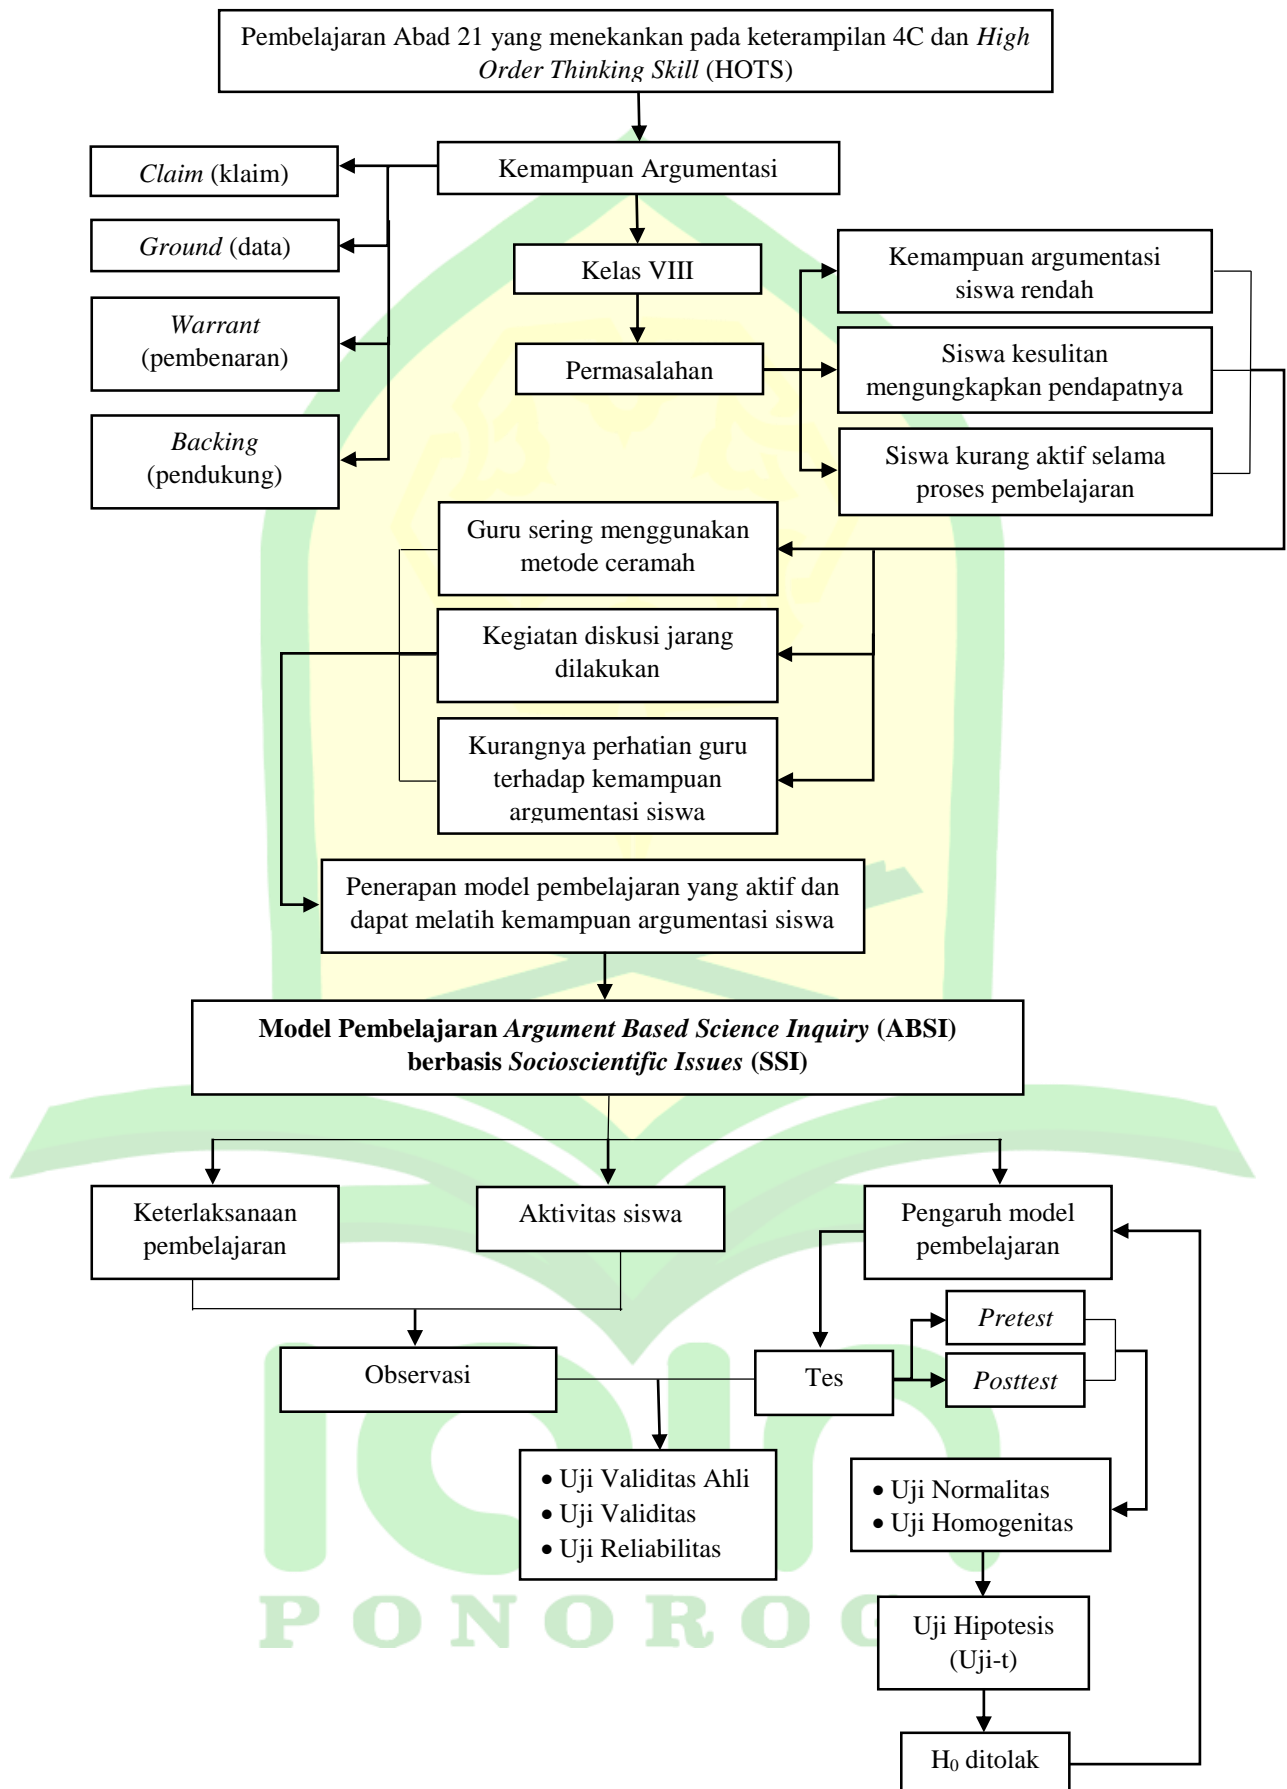 Pembelajaran Abad 21 yang menekankan pada keterampilan 4C dan High
Order Thinking Skill (HOTS)
Kemampuan Argumentasi
Claim (klaim)
Ground (data)
Warrant
(pembenaran)
Backing
(pendukung)
Kelas VIII
Permasalahan
Kemampuan argumentasi
siswa rendah
Siswa kesulitan
mengungkapkan pendapatnya
Siswa kurang aktif selama
proses pembelajaran
Guru sering menggunakan
metode ceramah
Kegiatan diskusi jarang
dilakukan
Kurangnya perhatian guru
terhadap kemampuan
argumentasi siswa
Penerapan model pembelajaran yang aktif dan
dapat melatih kemampuan argumentasi siswa
Model Pembelajaran Argument Based Science Inquiry (ABSI)
berbasis Socioscientific Issues (SSI)
Keterlaksanaan
pembelajaran
Aktivitas siswa
Pengaruh model
pembelajaran
Observasi
Tes
Pretest
Posttest
• Uji Validitas Ahli
• Uji Validitas
• Uji Reliabilitas
• Uji Normalitas
• Uji Homogenitas
Uji Hipotesis
(Uji-t)
H₀ ditolak
iain
PONOROGO